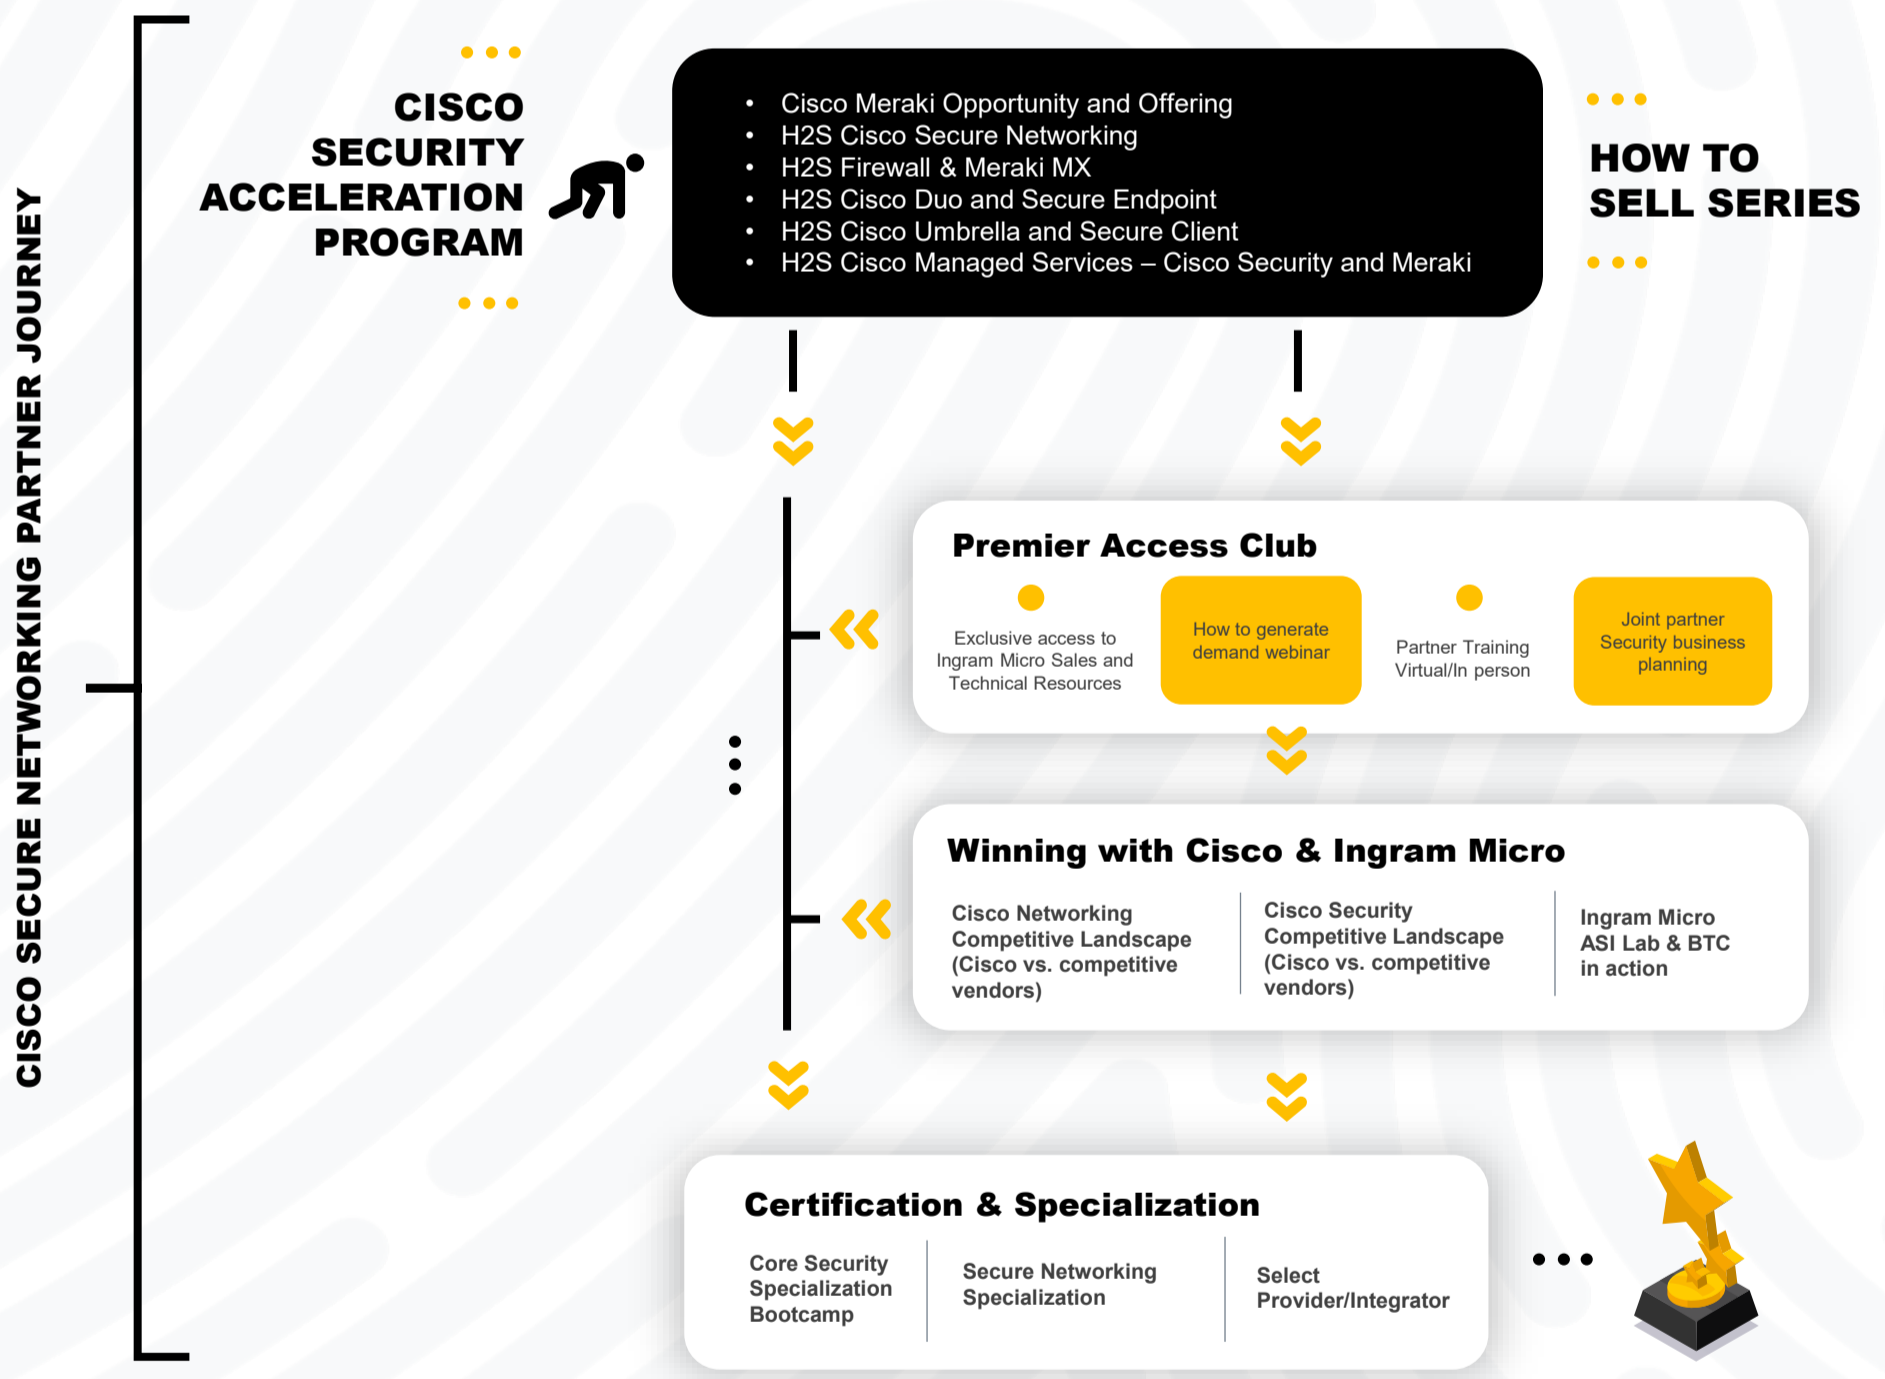 CISCO SECURE NETWORKING PARTNER JOURNEY
CISCO
SECURITY
ACCELERATION
PROGRAM
• Cisco Meraki Opportunity and Offering
• H2S Cisco Secure Networking
• H2S Firewall & Meraki MX
• H2S Cisco Duo and Secure Endpoint
• H2S Cisco Umbrella and Secure Client
• H2S Cisco Managed Services – Cisco Security and Meraki
HOW TO
SELL SERIES
Premier Access Club
Exclusive access to
Ingram Micro Sales and
Technical Resources
How to generate
demand webinar
Partner Training
Virtual/In person
Joint partner
Security business
planning
Winning with Cisco & Ingram Micro
Cisco Networking
Competitive Landscape
(Cisco vs. competitive
vendors)
Cisco Security
Competitive Landscape
(Cisco vs. competitive
vendors)
Ingram Micro
ASI Lab & BTC
in action
Certification & Specialization
Core Security
Specialization
Bootcamp
Secure Networking
Specialization
Select
Provider/Integrator